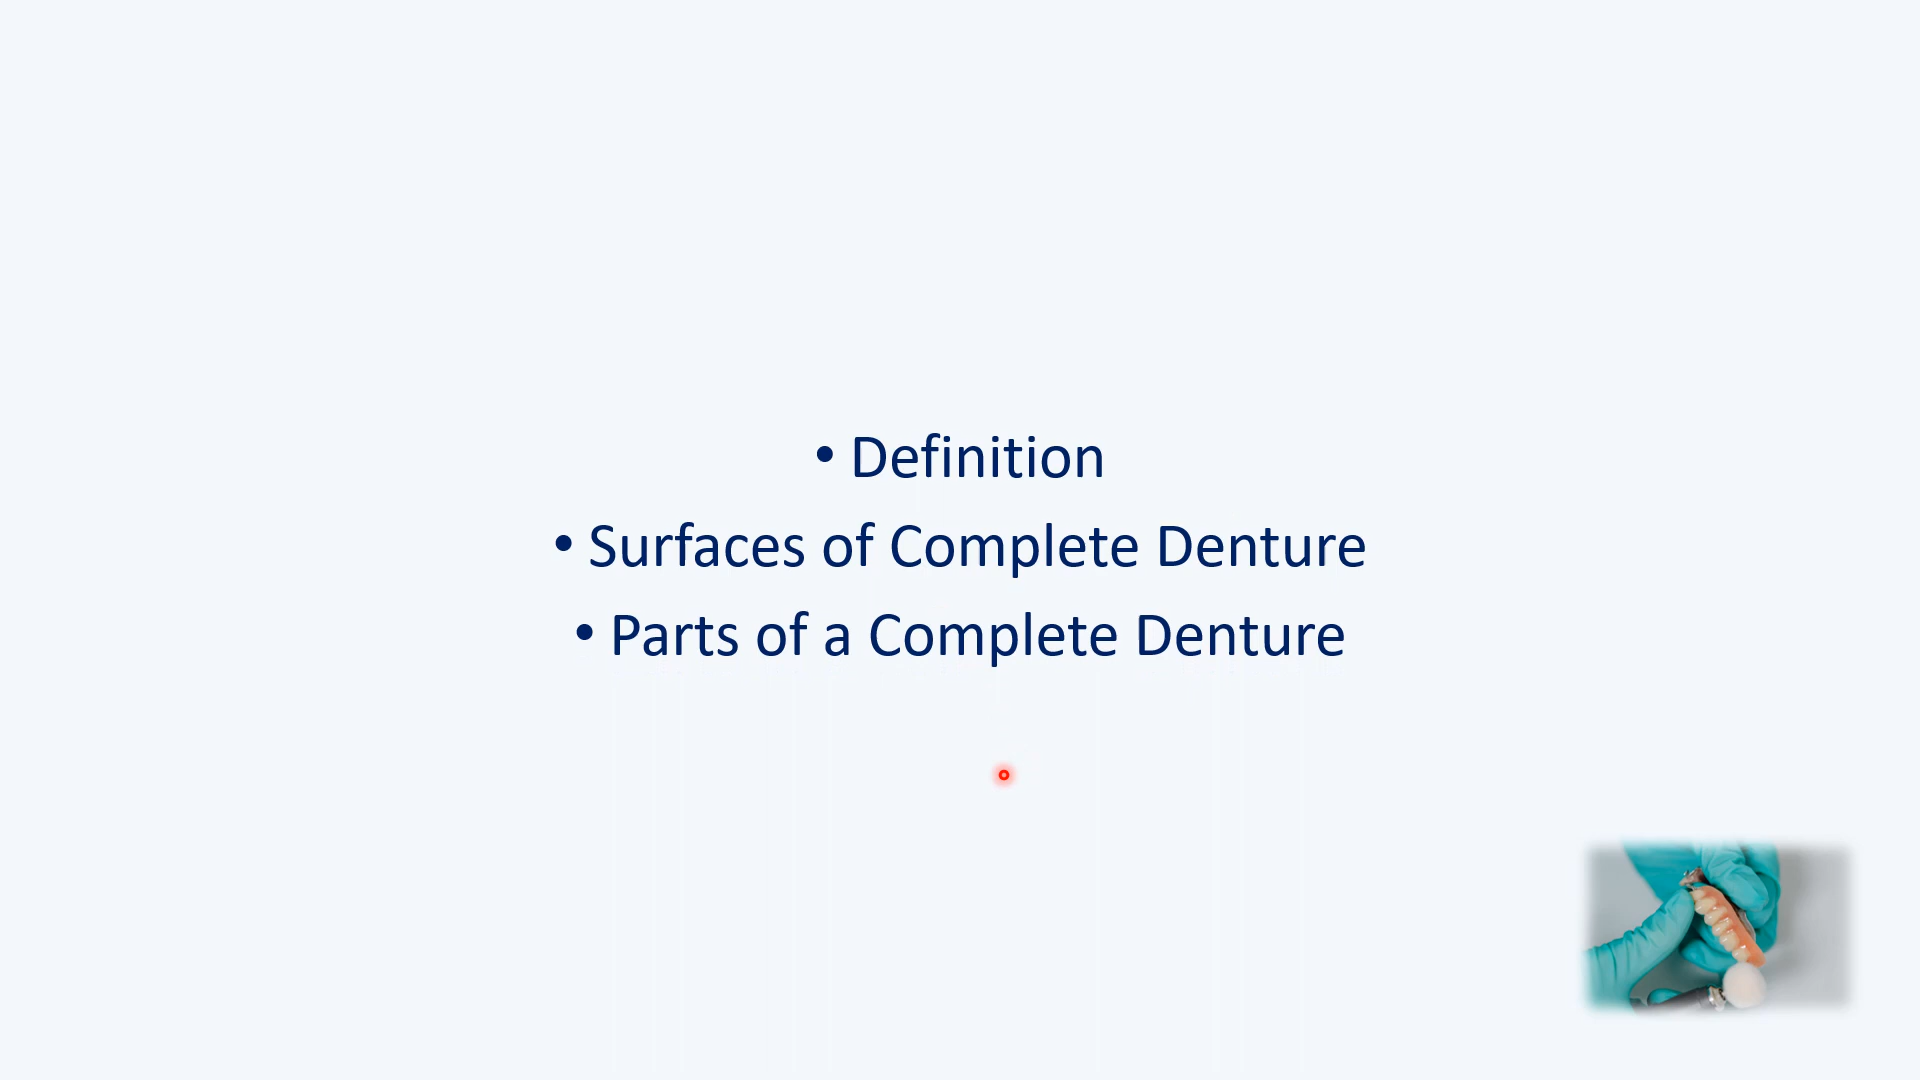 • Definition
• Surfaces of Complete Denture
• Parts of a Complete Denture